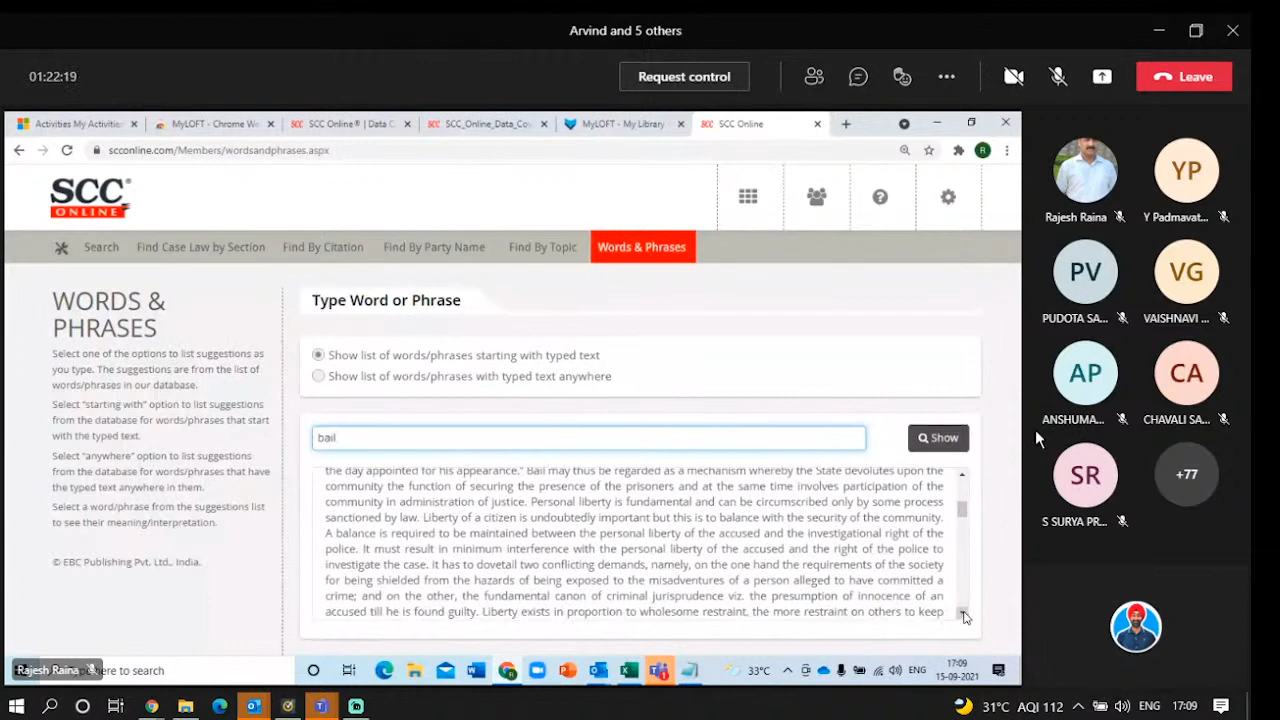 Arvind and 5 others
01:22:19
Request control
Leave
Activities My Activitie
MyLOFT - Chrome We
SCC Online® | Data C
SCC_Online_Data_Co
MyLOFT - My Library
SCC Online
scconline.com/Members/wordsandphrases.aspx
R
SCC
ONLINE
Search
Find Case Law by Section
Find By Citation
Find By Party Name
Find By Topic
Words & Phrases
WORDS &
PHRASES
Select one of the options to list suggestions as
you type. The suggestions are from the list of
words/phrases in our database.
Select "starting with" option to list suggestions
from the database for words/phrases that start
with the typed text.
Select "anywhere" option to list suggestions
from the database for words/phrases that have
the typed text anywhere in them.
Select a word/phrase from the suggestions list
to see their meaning/interpretation.
© EBC Publishing Pvt. Ltd., India.
Type Word or Phrase
Show list of words/phrases starting with typed text
Show list of words/phrases with typed text anywhere
bail
Show
the day appointed for his appearance." Bail may thus be regarded as a mechanism whereby the State devolutes upon the
community the function of securing the presence of the prisoners and at the same time involves participation of the
community in administration of justice. Personal liberty is fundamental and can be circumscribed only by some process
sanctioned by law. Liberty of a citizen is undoubtedly important but this is to balance with the security of the community.
A balance is required to be maintained between the personal liberty of the accused and the investigational right of the
police. It must result in minimum interference with the personal liberty of the accused and the right of the police to
investigate the case. It has to dovetail two conflicting demands, namely, on the one hand the requirements of the society
for being shielded from the hazards of being exposed to the misadventures of a person alleged to have committed a
crime; and on the other, the fundamental canon of criminal jurisprudence viz. the presumption of innocence of an
accused till he is found guilty. Liberty exists in proportion to wholesome restraint, the more restraint on others to keep
Rajesh Raina
YP
Y Padmavat...
PV
PUDOTA SA...
VG
VAISHNAVI ...
AP
ANSHUMA...
CA
CHAVALI SA...
SR
S SURYA PR...
+77
Rajesh Raina
here to search
33°C
ENG
17:09
15-09-2021
31°C AQI 112
ENG
17:09